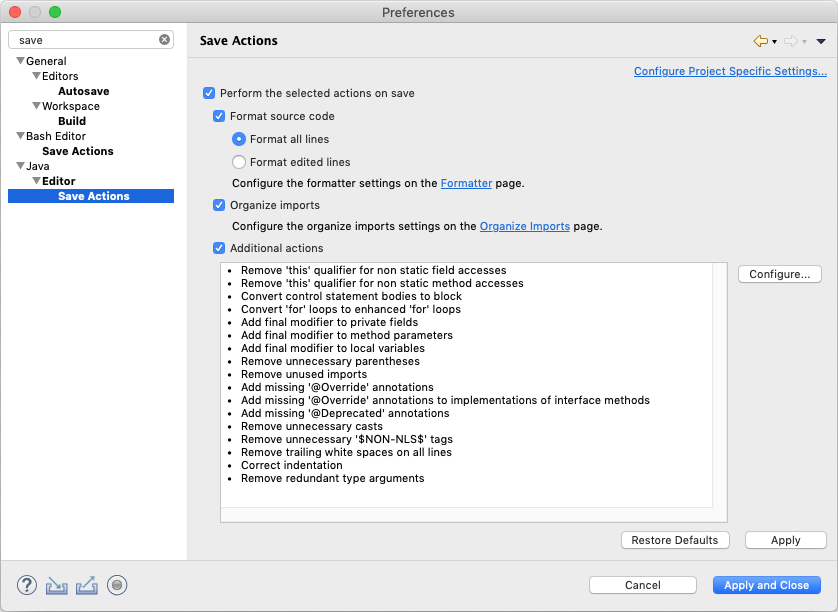 Preferences
save
General
Editors
Autosave
Workspace
Build
Bash Editor
Save Actions
Java
Editor
Save Actions
Save Actions
Configure Project Specific Settings...
Perform the selected actions on save
Format source code
Format all lines
Format edited lines
Configure the formatter settings on the Formatter page.
Organize imports
Configure the organize imports settings on the Organize Imports page.
Additional actions
• Remove 'this' qualifier for non static field accesses
• Remove 'this' qualifier for non static method accesses
• Convert control statement bodies to block
• Convert 'for' loops to enhanced 'for' loops
• Add final modifier to private fields
• Add final modifier to method parameters
• Add final modifier to local variables
• Remove unnecessary parentheses
• Remove unused imports
• Add missing '@Override' annotations
• Add missing '@Override' annotations to implementations of interface methods
• Add missing '@Deprecated' annotations
• Remove unnecessary casts
• Remove unnecessary '$NON-NLS$' tags
• Remove trailing white spaces on all lines
• Correct indentation
• Remove redundant type arguments
Configure...
Restore Defaults
Apply
?
Cancel
Apply and Close